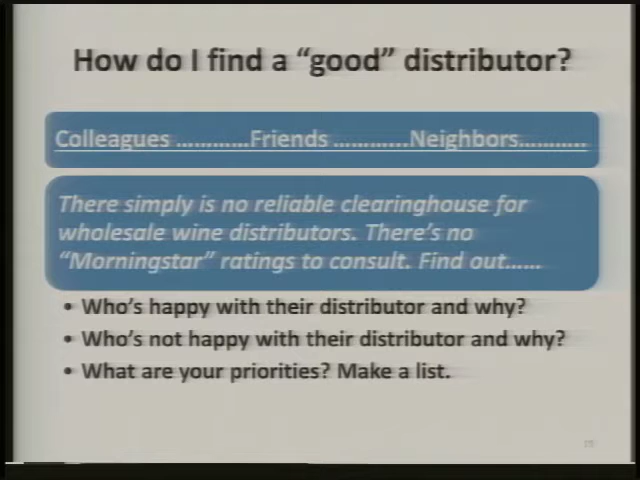 How do I find a “good” distributor?
Colleagues …………Friends …………..Neighbors………..
There simply is no reliable clearinghouse for
wholesale wine distributors. There’s no
“Morningstar” ratings to consult. Find out……
• Who’s happy with their distributor and why?
• Who’s not happy with their distributor and why?
• What are your priorities? Make a list.